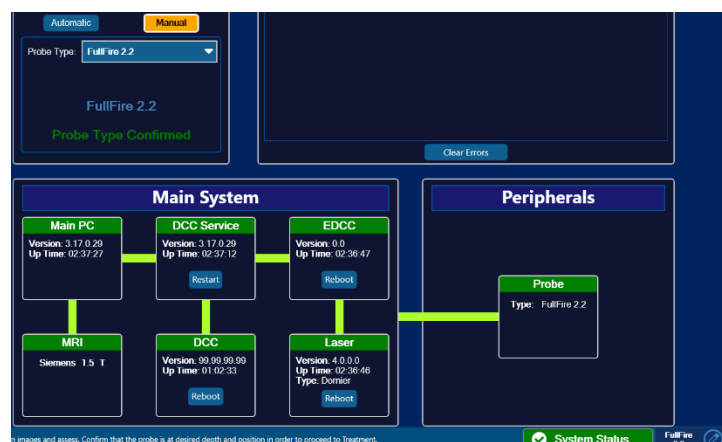 Automatic
Manual
Probe Type: FullFire 2.2
FullFire 2.2
Probe Type Confirmed
Clear Errors
Main System
Main PC
Version: 3.17.0.29
Up Time: 02:37:27
DCC Service
Version: 3.17.0.29
Up Time: 02:37:12
Restart
EDCC
Version: 0.0
Up Time: 02:36:47
Reboot
MRI
Siemens 1.5 T
DCC
Version: 99.99.99.99
Up Time: 01:02:33
Reboot
Laser
Version: 4.0.0.0
Up Time: 02:36:46
Type: Dornier
Reboot
Peripherals
Probe
Type: FullFire 2.2
n images and assess. Confirm that the probe is at desired depth and position in order to proceed to Treatment.
System Status
FullFire